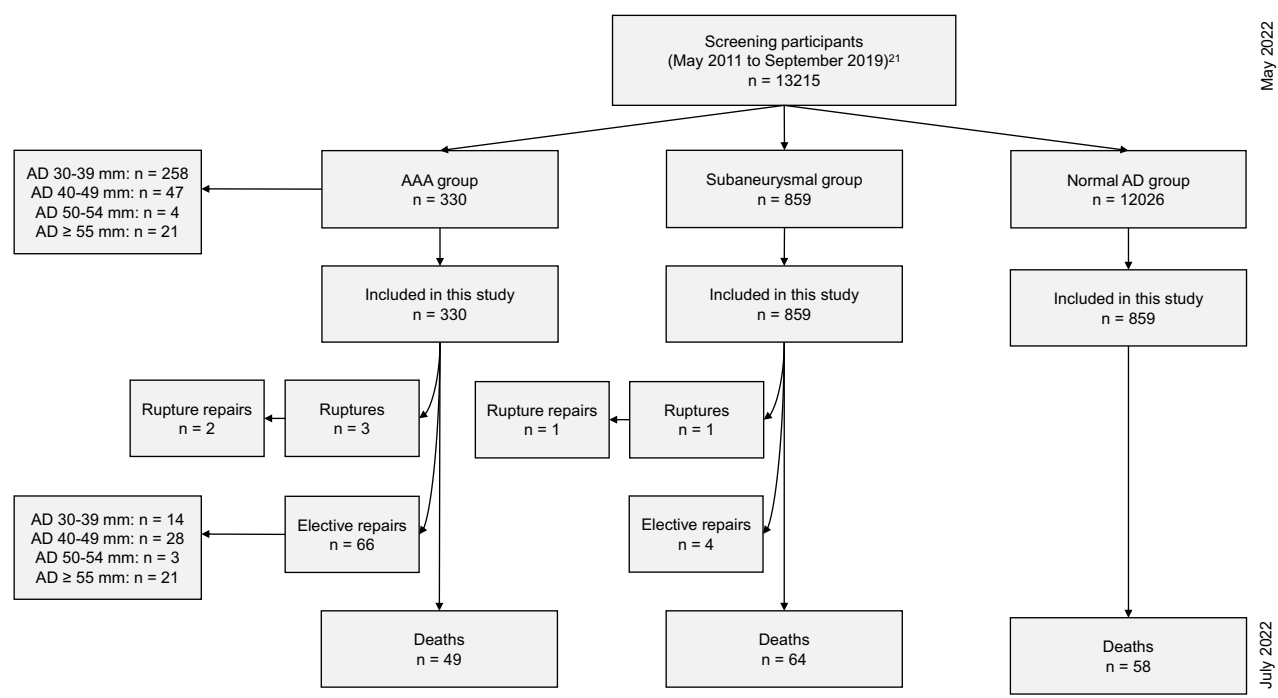 Screening participants
(May 2011 to September 2019)²¹
n = 13215
May 2022
AD 30-39 mm: n = 258
AD 40-49 mm: n = 47
AD 50-54 mm: n = 4
AD ≥ 55 mm: n = 21
AAA group
n = 330
Subaneurysmal group
n = 859
Normal AD group
n = 12026
Included in this study
n = 330
Included in this study
n = 859
Included in this study
n = 859
Rupture repairs
n = 2
Ruptures
n = 3
Rupture repairs
n = 1
Ruptures
n = 1
AD 30-39 mm: n = 14
AD 40-49 mm: n = 28
AD 50-54 mm: n = 3
AD ≥ 55 mm: n = 21
Elective repairs
n = 66
Elective repairs
n = 4
Deaths
n = 49
Deaths
n = 64
Deaths
n = 58
July 2022